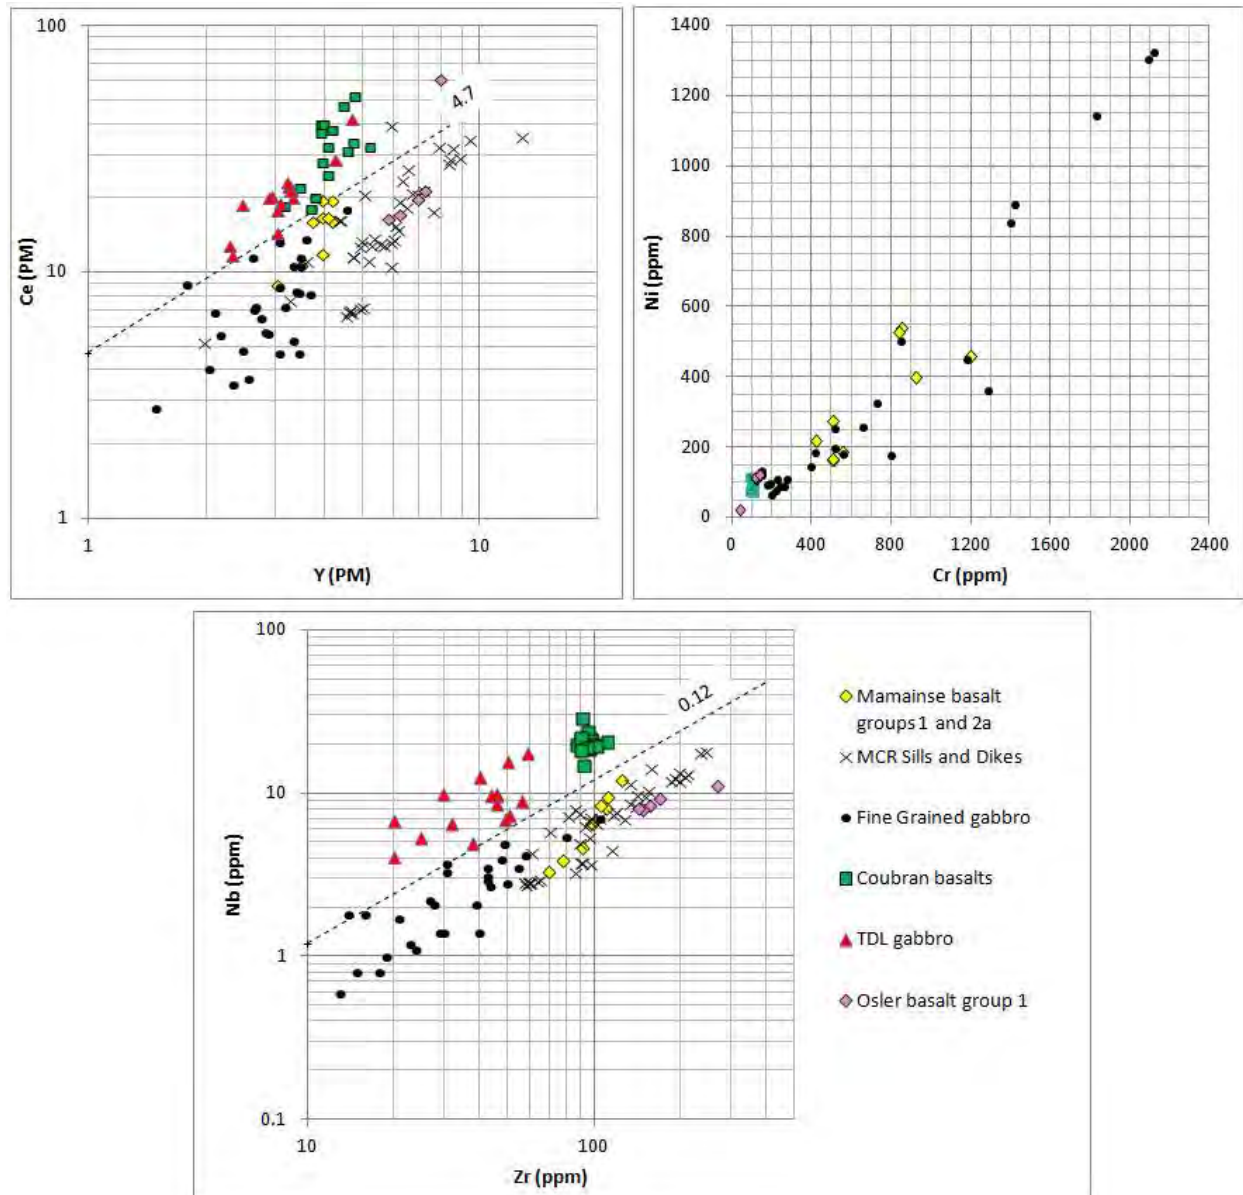 100
10
1
Ce (PM)
4.7
1
10
Y (PM)
1400
1200
1000
800
600
400
200
0
Ni (ppm)
0 400 800 1200 1600 2000 2400
Cr (ppm)
100
10
1
0.1
Nb (ppm)
0.12
10
100
Zr (ppm)
Mamainse basalt
groups1 and 2a
MCR Sills and Dikes
Fine Grained gabbro
Coubran basalts
TDL gabbro
Osler basalt group 1